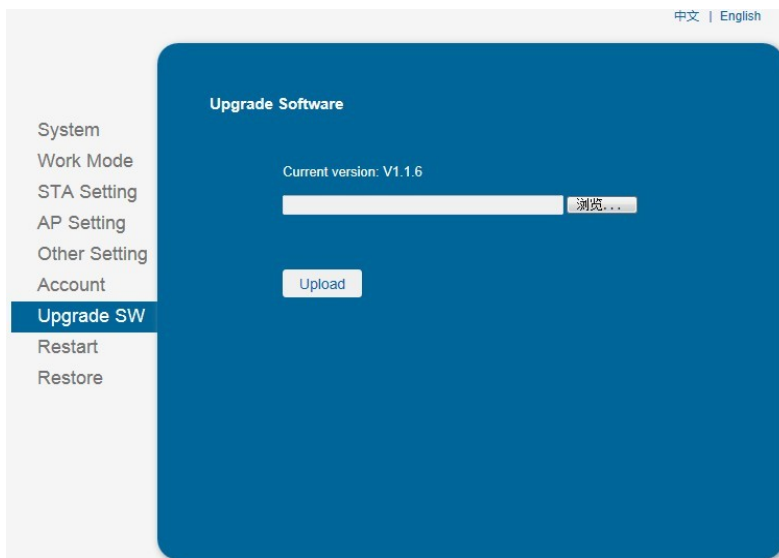 中文 | English
Upgrade Software
System
Work Mode
STA Setting
AP Setting
Other Setting
Account
Upgrade SW
Restart
Restore
Current version: V1.1.6
浏览...
Upload